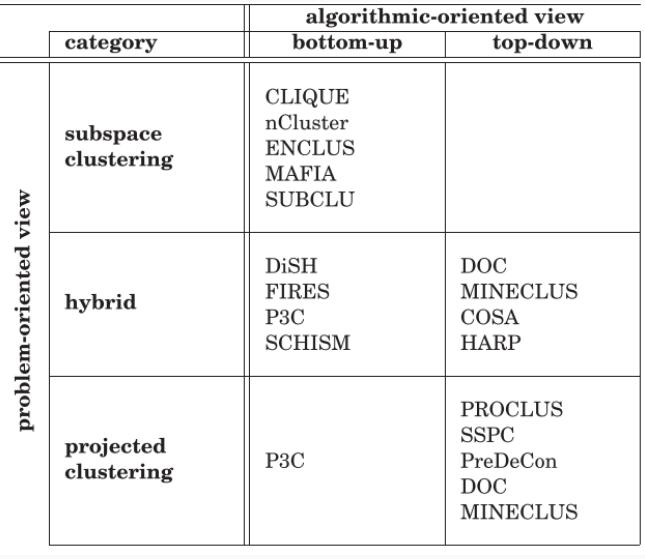 algorithmic-oriented view
category bottom-up top-down
problem-oriented view
subspace
clustering
CLIQUE
nCluster
ENCLUS
MAFIA
SUBCLU
hybrid
DiSH
FIRES
P3C
SCHISM
DOC
MINECLUS
COSA
HARP
projected
clustering
P3C
PROCLUS
SSPC
PreDeCon
DOC
MINECLUS